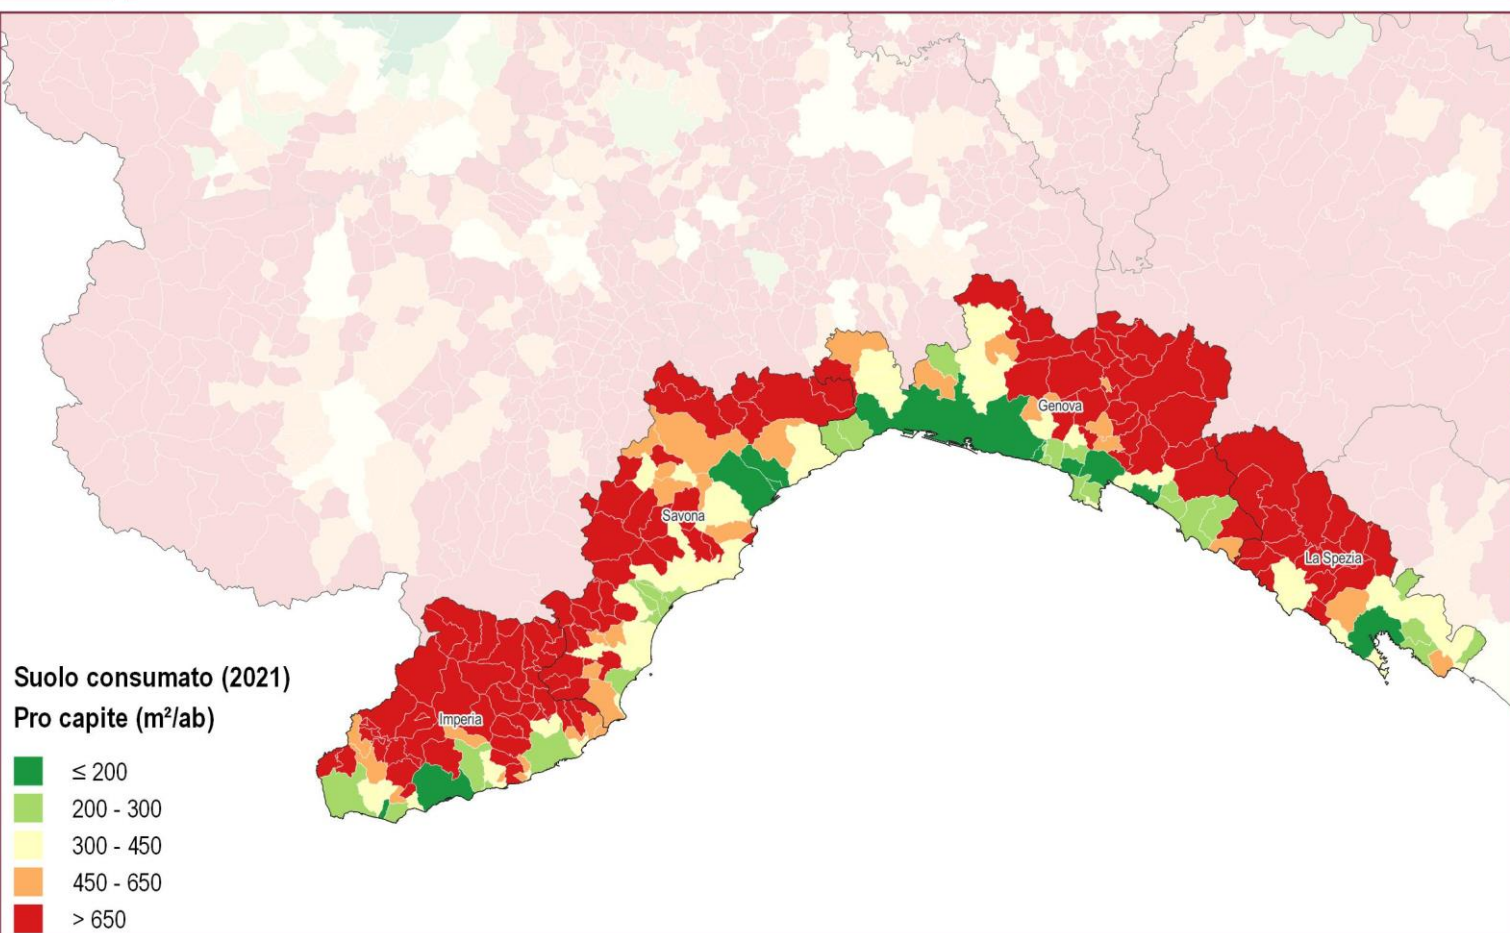 Genova
Savona
La Spezia
Imperia
Suolo consumato (2021)
Pro capite (m²/ab)
≤ 200
200 - 300
300 - 450
450 - 650
> 650